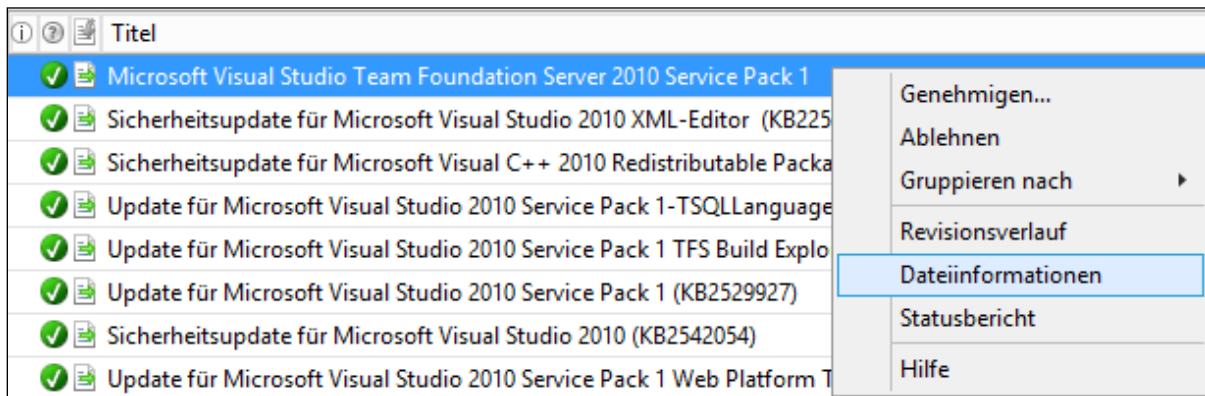 Titel
Microsoft Visual Studio Team Foundation Server 2010 Service Pack 1
Sicherheitsupdate für Microsoft Visual Studio 2010 XML-Editor (KB225
Sicherheitsupdate für Microsoft Visual C++ 2010 Redistributable Packa
Update für Microsoft Visual Studio 2010 Service Pack 1-TSQLLanguage
Update für Microsoft Visual Studio 2010 Service Pack 1 TFS Build Explo
Update für Microsoft Visual Studio 2010 Service Pack 1 (KB2529927)
Sicherheitsupdate für Microsoft Visual Studio 2010 (KB2542054)
Update für Microsoft Visual Studio 2010 Service Pack 1 Web Platform T
Genehmigen...
Ablehnen
Gruppieren nach
Revisionsverlauf
Dateiinformationen
Statusbericht
Hilfe